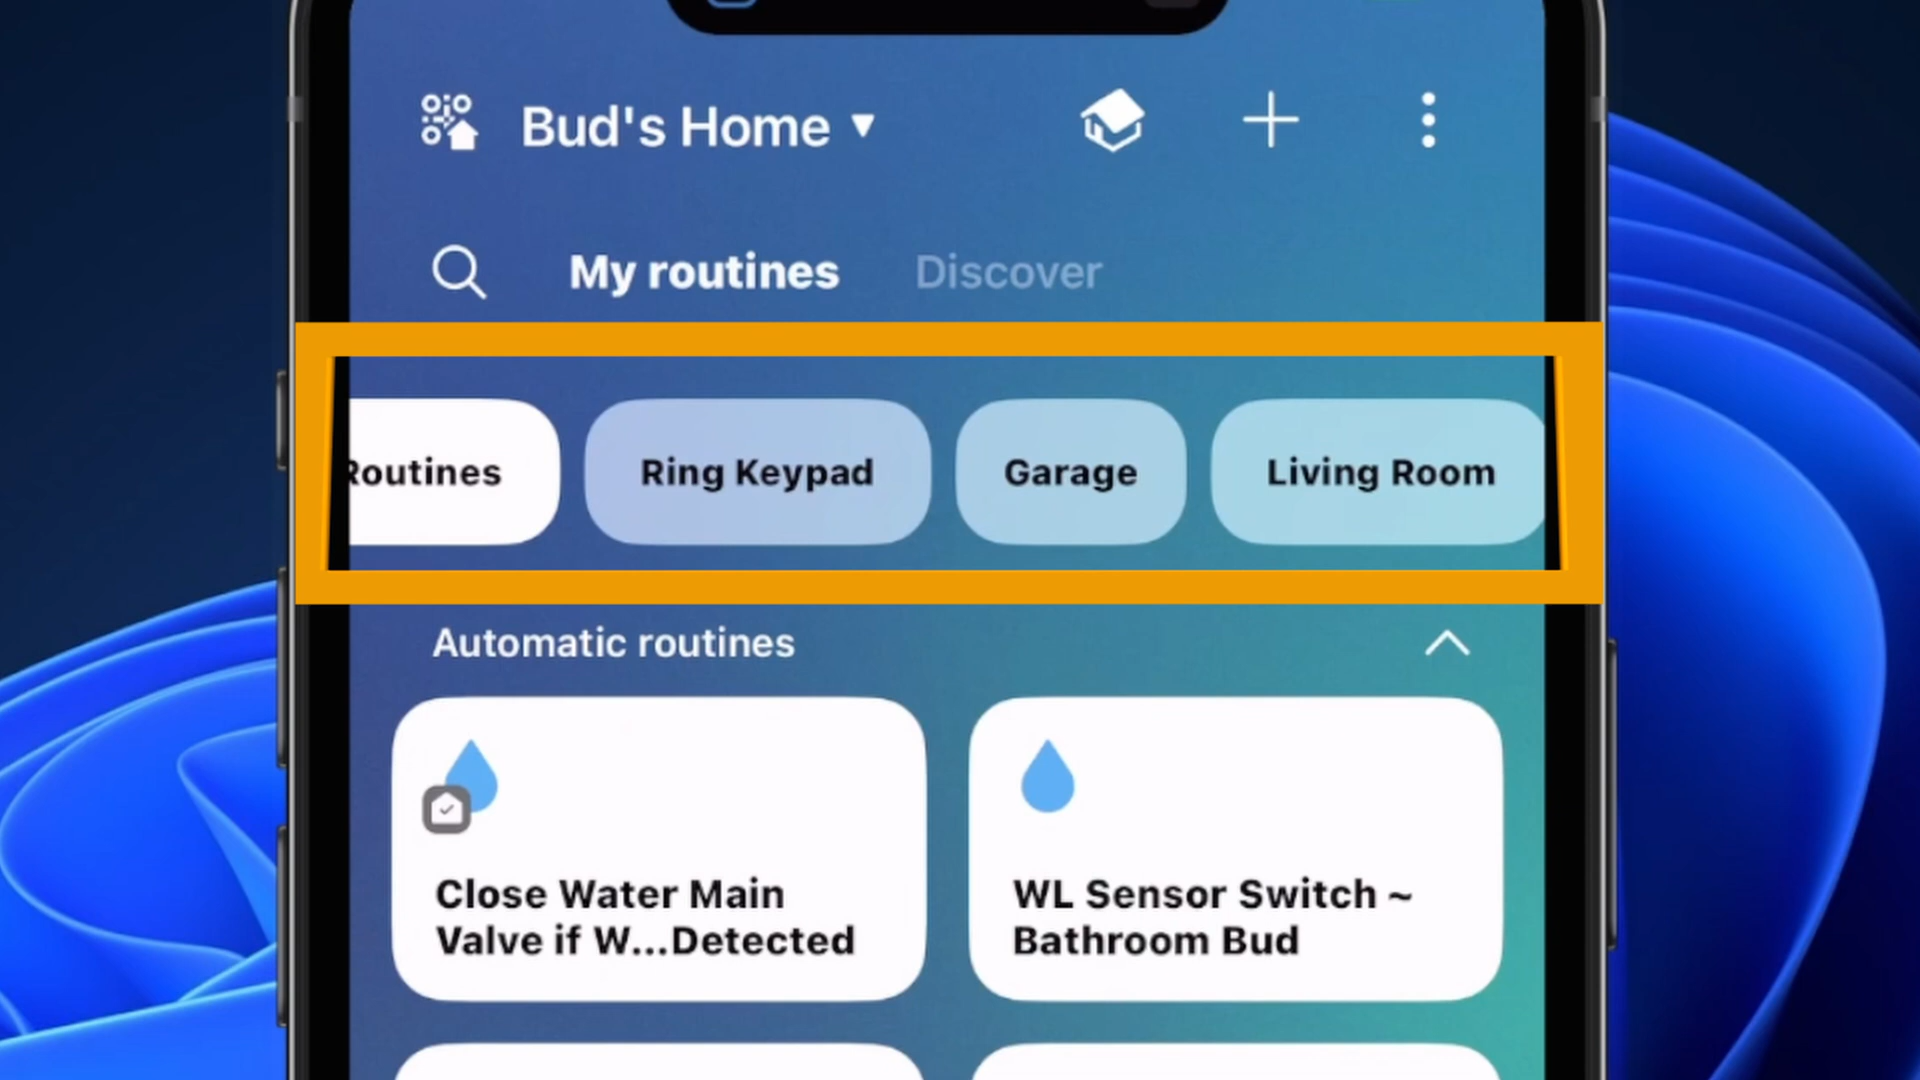 Bud's Home
My routines Discover
Routines Ring Keypad Garage Living Room
Automatic routines
Close Water Main
Valve if W...Detected
WL Sensor Switch ~
Bathroom Bud